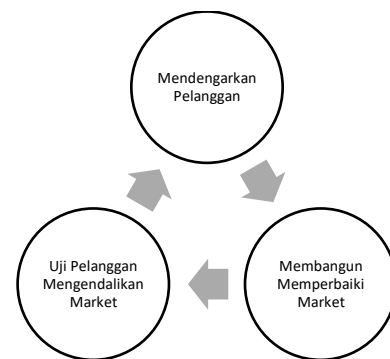 Mendengarkan
Pelanggan
Membangun
Memperbaiki
Market
Uji Pelanggan
Mengendalikan
Market